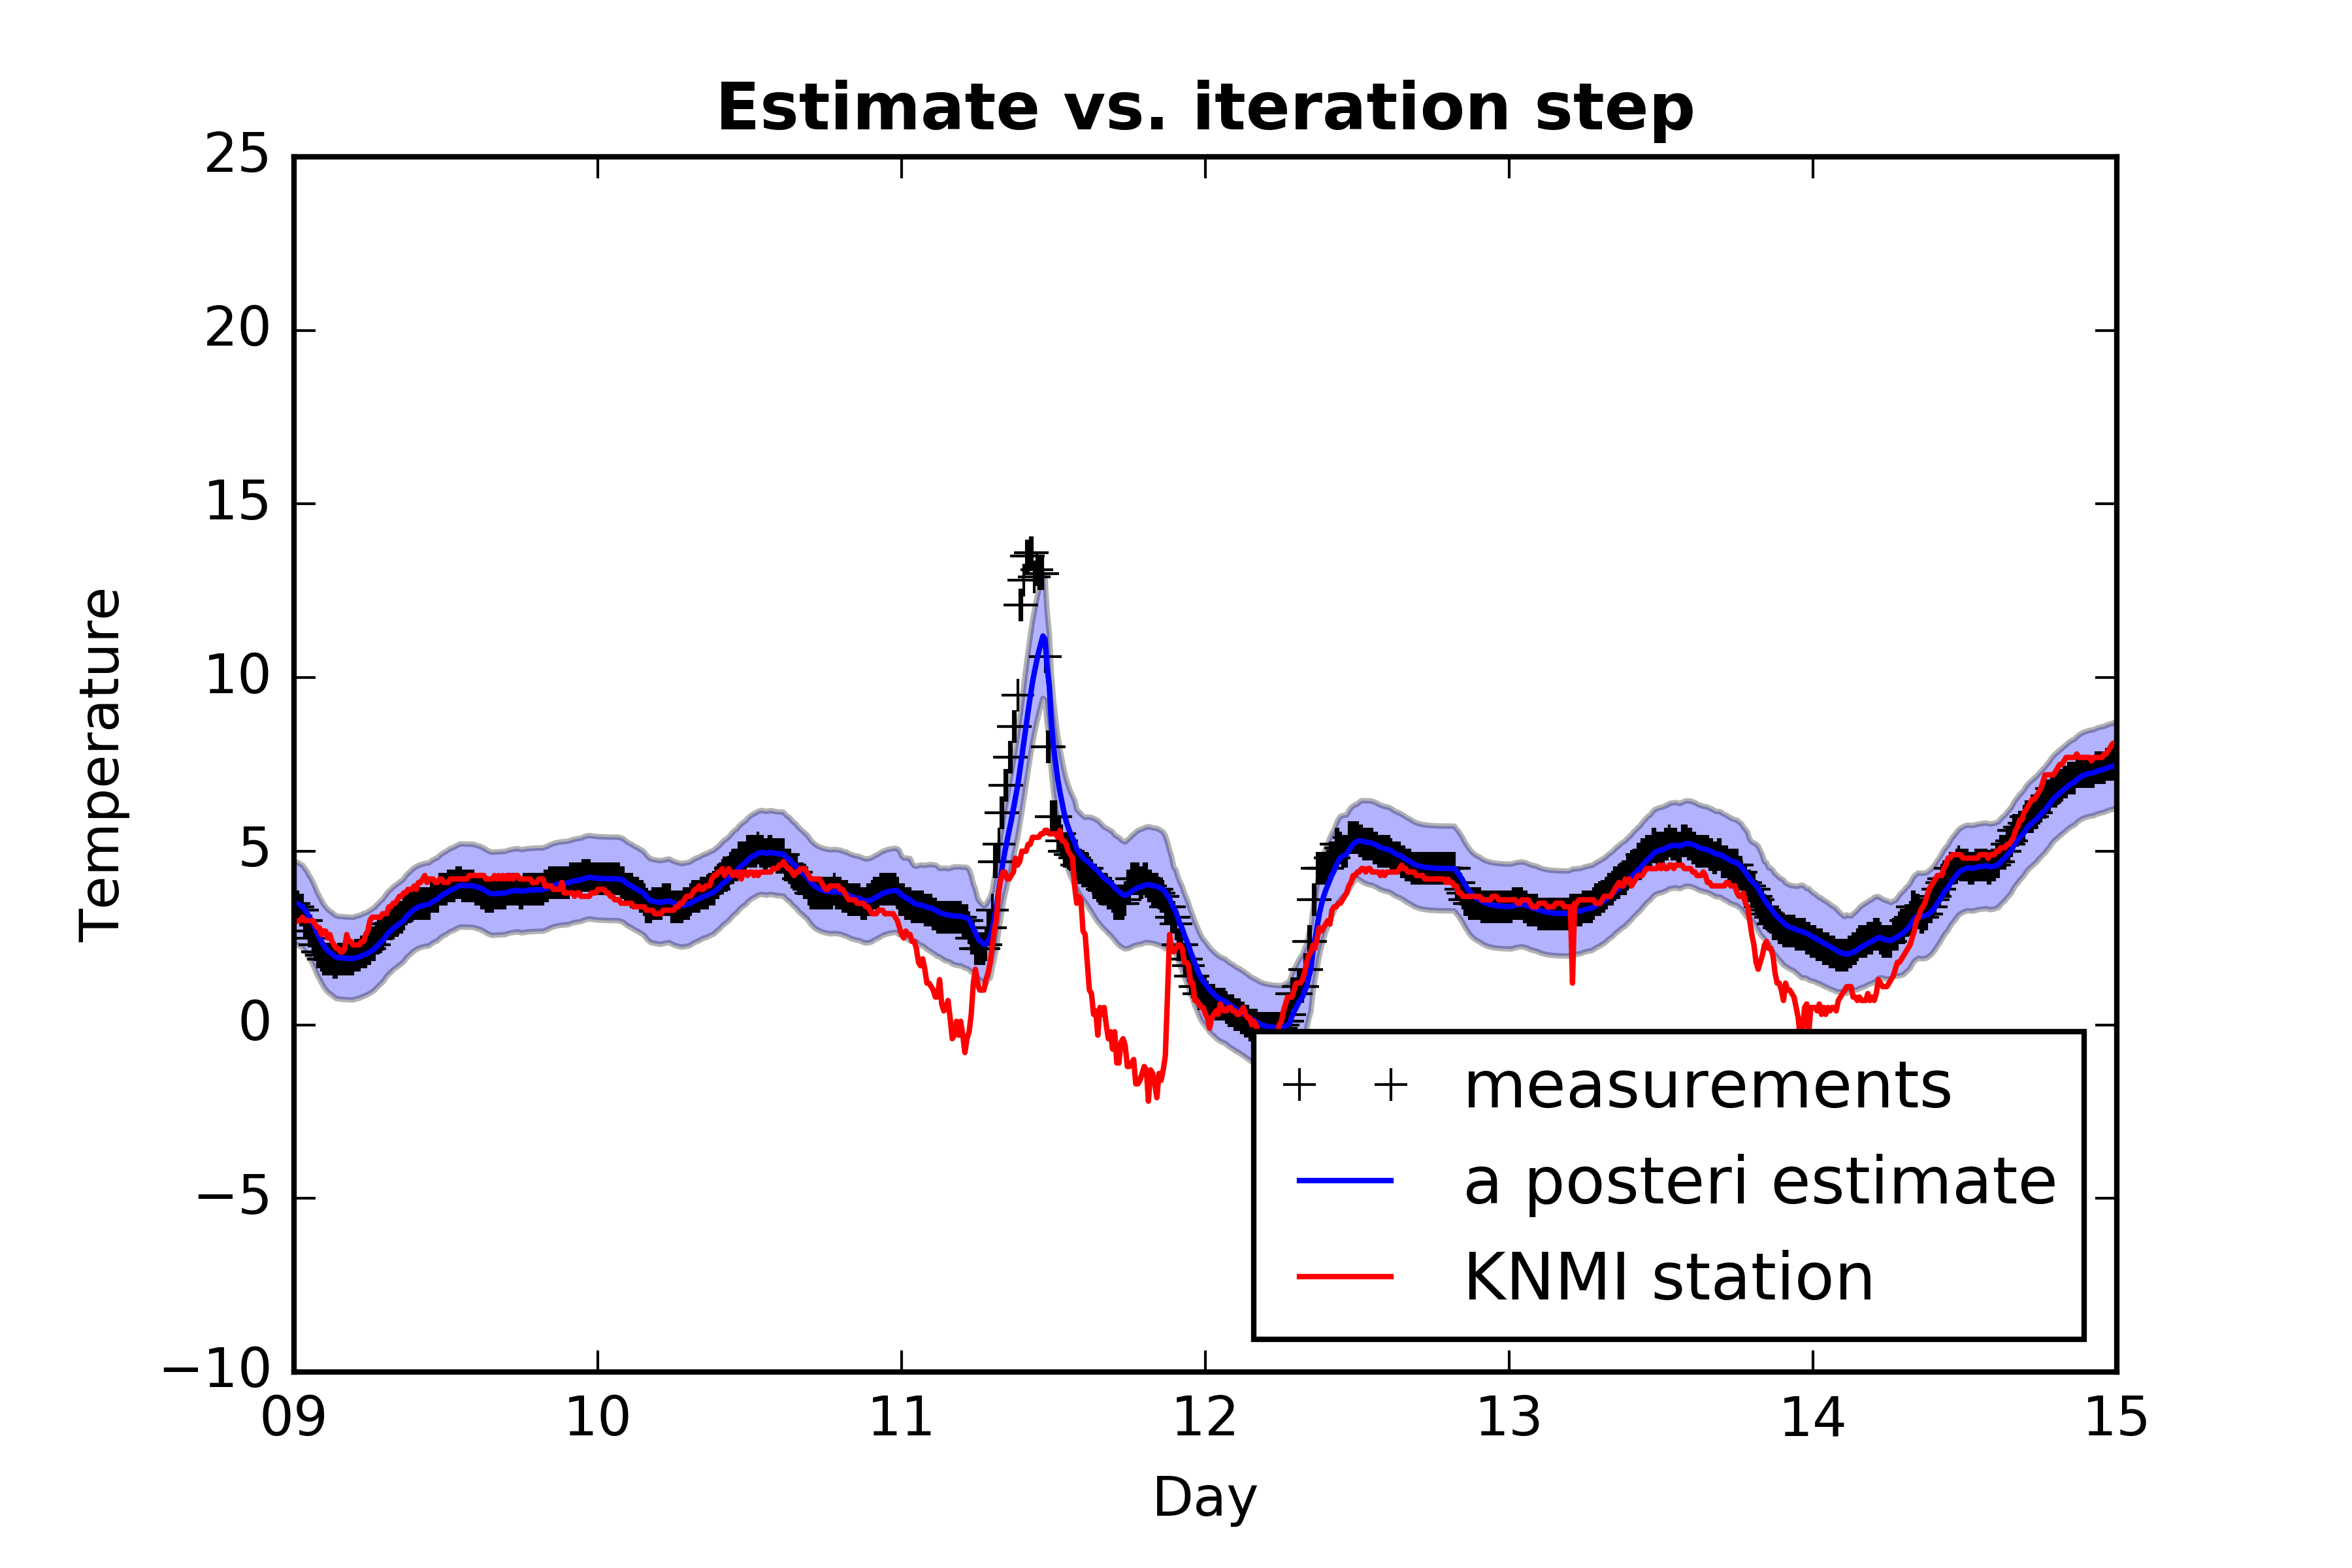 Estimate vs. iteration step
25
20
15
10
5
0
−5
−10
Temperature
measurements
a posteri estimate
KNMI station
09 10 11 12 13 14 15
Day